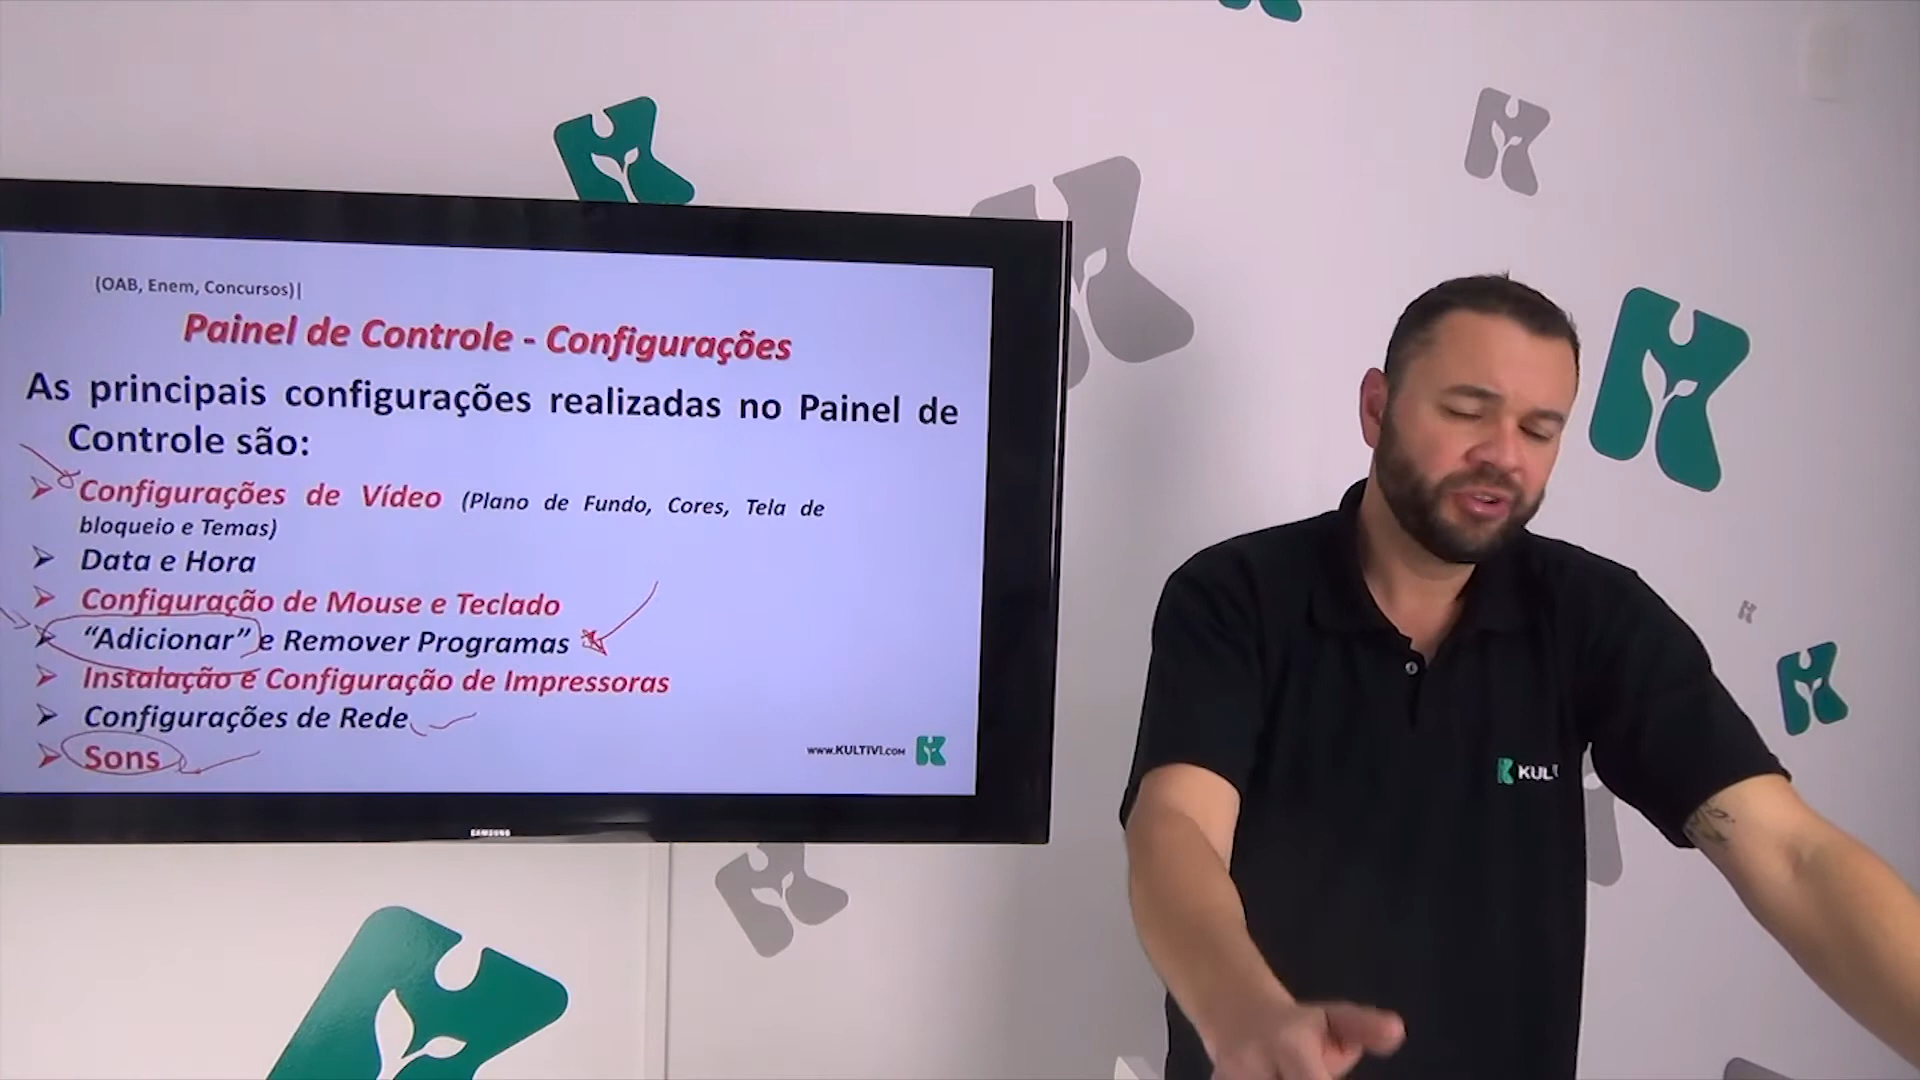 (OAB, Enem, Concursos)|
Painel de Controle - Configurações
As principais configurações realizadas no Painel de
Controle são:
Configurações de Vídeo (Plano de Fundo, Cores, Tela de
bloqueio e Temas)
Data e Hora
Configuração de Mouse e Teclado
“Adicionar” e Remover Programas
Instalação e Configuração de Impressoras
Configurações de Rede
Sons
www.KULTIVI.COM
SAMSUNG
KUL